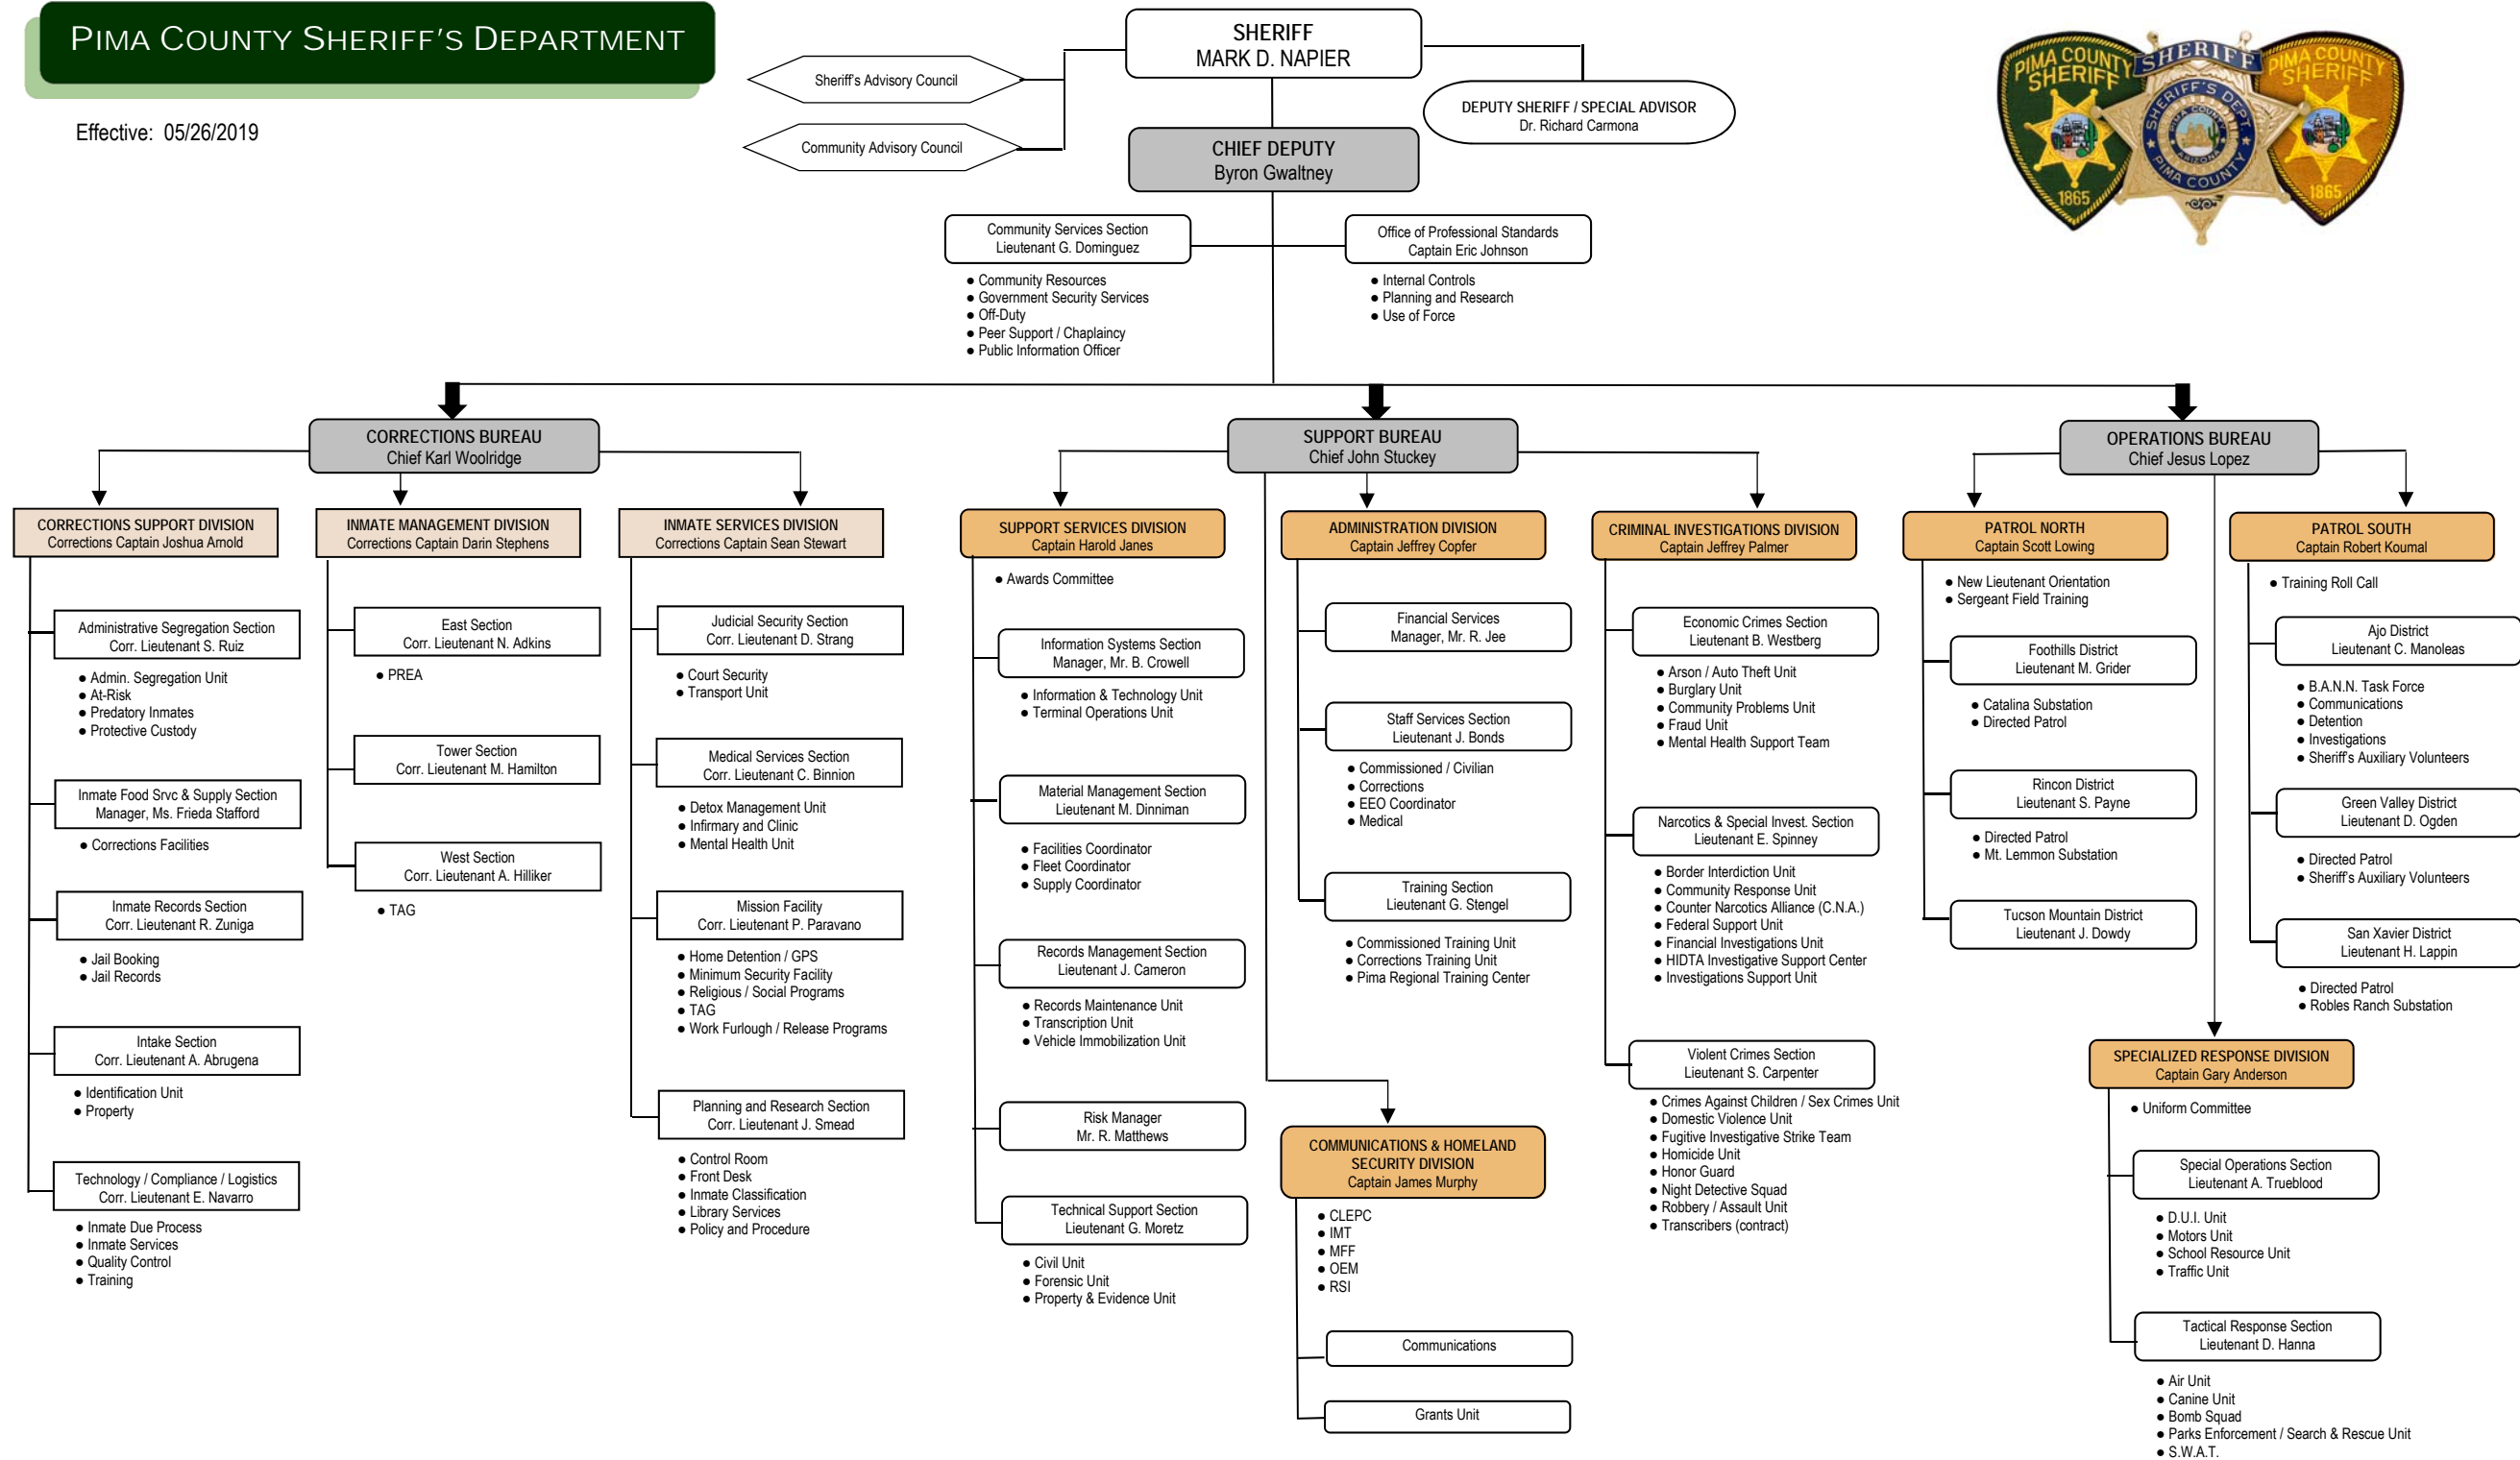 PIMA COUNTY SHERIFF'S DEPARTMENT
Effective: 05/26/2019
SHERIFF
MARK D. NAPIER
Sheriff's Advisory Council
Community Advisory Council
DEPUTY SHERIFF / SPECIAL ADVISOR
Dr. Richard Carmona
CHIEF DEPUTY
Byron Gwaltney
PIMA COUNTY
SHERIFF
1865
SHERIFF
SHERIFF'S DEPT
ARIZONA
PIMA COUNTY
PIMA COUNTY
SHERIFF
1865
Community Services Section
Lieutenant G. Dominguez
● Community Resources
● Government Security Services
● Off-Duty
● Peer Support / Chaplaincy
● Public Information Officer
Office of Professional Standards
Captain Eric Johnson
● Internal Controls
● Planning and Research
● Use of Force
CORRECTIONS BUREAU
Chief Karl Woolridge
CORRECTIONS SUPPORT DIVISION
Corrections Captain Joshua Arnold
Administrative Segregation Section
Corr. Lieutenant S. Ruiz
● Admin. Segregation Unit
● At-Risk
● Predatory Inmates
● Protective Custody
Inmate Food Srvc & Supply Section
Manager, Ms. Frieda Stafford
● Corrections Facilities
Inmate Records Section
Corr. Lieutenant R. Zuniga
● Jail Booking
● Jail Records
Intake Section
Corr. Lieutenant A. Abrugena
● Identification Unit
● Property
Technology / Compliance / Logistics
Corr. Lieutenant E. Navarro
● Inmate Due Process
● Inmate Services
● Quality Control
● Training
INMATE MANAGEMENT DIVISION
Corrections Captain Darin Stephens
East Section
Corr. Lieutenant N. Adkins
● PREA
Tower Section
Corr. Lieutenant M. Hamilton
West Section
Corr. Lieutenant A. Hilliker
● TAG
INMATE SERVICES DIVISION
Corrections Captain Sean Stewart
Judicial Security Section
Corr. Lieutenant D. Strang
● Court Security
● Transport Unit
Medical Services Section
Corr. Lieutenant C. Binnion
● Detox Management Unit
● Infirmary and Clinic
● Mental Health Unit
Mission Facility
Corr. Lieutenant P. Paravano
● Home Detention / GPS
● Minimum Security Facility
● Religious / Social Programs
● TAG
● Work Furlough / Release Programs
Planning and Research Section
Corr. Lieutenant J. Smead
● Control Room
● Front Desk
● Inmate Classification
● Library Services
● Policy and Procedure
SUPPORT BUREAU
Chief John Stuckey
SUPPORT SERVICES DIVISION
Captain Harold Janes
● Awards Committee
Information Systems Section
Manager, Mr. B. Crowell
● Information & Technology Unit
● Terminal Operations Unit
Material Management Section
Lieutenant M. Dinniman
● Facilities Coordinator
● Fleet Coordinator
● Supply Coordinator
Records Management Section
Lieutenant J. Cameron
● Records Maintenance Unit
● Transcription Unit
● Vehicle Immobilization Unit
Risk Manager
Mr. R. Matthews
Technical Support Section
Lieutenant G. Moretz
● Civil Unit
● Forensic Unit
● Property & Evidence Unit
ADMINISTRATION DIVISION
Captain Jeffrey Copfer
Financial Services
Manager, Mr. R. Jee
Staff Services Section
Lieutenant J. Bonds
● Commissioned / Civilian
● Corrections
● EEO Coordinator
● Medical
Training Section
Lieutenant G. Stengel
● Commissioned Training Unit
● Corrections Training Unit
● Pima Regional Training Center
COMMUNICATIONS & HOMELAND
SECURITY DIVISION
Captain James Murphy
● CLEPC
● IMT
● MFF
● OEM
● RSI
Communications
Grants Unit
CRIMINAL INVESTIGATIONS DIVISION
Captain Jeffrey Palmer
Economic Crimes Section
Lieutenant B. Westberg
● Arson / Auto Theft Unit
● Burglary Unit
● Community Problems Unit
● Fraud Unit
● Mental Health Support Team
Narcotics & Special Invest. Section
Lieutenant E. Spinney
● Border Interdiction Unit
● Community Response Unit
● Counter Narcotics Alliance (C.N.A.)
● Federal Support Unit
● Financial Investigations Unit
● HIDTA Investigative Support Center
● Investigations Support Unit
Violent Crimes Section
Lieutenant S. Carpenter
● Crimes Against Children / Sex Crimes Unit
● Domestic Violence Unit
● Fugitive Investigative Strike Team
● Homicide Unit
● Honor Guard
● Night Detective Squad
● Robbery / Assault Unit
● Transcribers (contract)
OPERATIONS BUREAU
Chief Jesus Lopez
PATROL NORTH
Captain Scott Lowing
● New Lieutenant Orientation
● Sergeant Field Training
Foothills District
Lieutenant M. Grider
● Catalina Substation
● Directed Patrol
Rincon District
Lieutenant S. Payne
● Directed Patrol
● Mt. Lemmon Substation
Tucson Mountain District
Lieutenant J. Dowdy
PATROL SOUTH
Captain Robert Koumal
● Training Roll Call
Ajo District
Lieutenant C. Manoleas
● B.A.N.N. Task Force
● Communications
● Detention
● Investigations
● Sheriff's Auxiliary Volunteers
Green Valley District
Lieutenant D. Ogden
● Directed Patrol
● Sheriff's Auxiliary Volunteers
San Xavier District
Lieutenant H. Lappin
● Directed Patrol
● Robles Ranch Substation
SPECIALIZED RESPONSE DIVISION
Captain Gary Anderson
● Uniform Committee
Special Operations Section
Lieutenant A. Trueblood
● D.U.I. Unit
● Motors Unit
● School Resource Unit
● Traffic Unit
Tactical Response Section
Lieutenant D. Hanna
● Air Unit
● Canine Unit
● Bomb Squad
● Parks Enforcement / Search & Rescue Unit
● S.W.A.T.